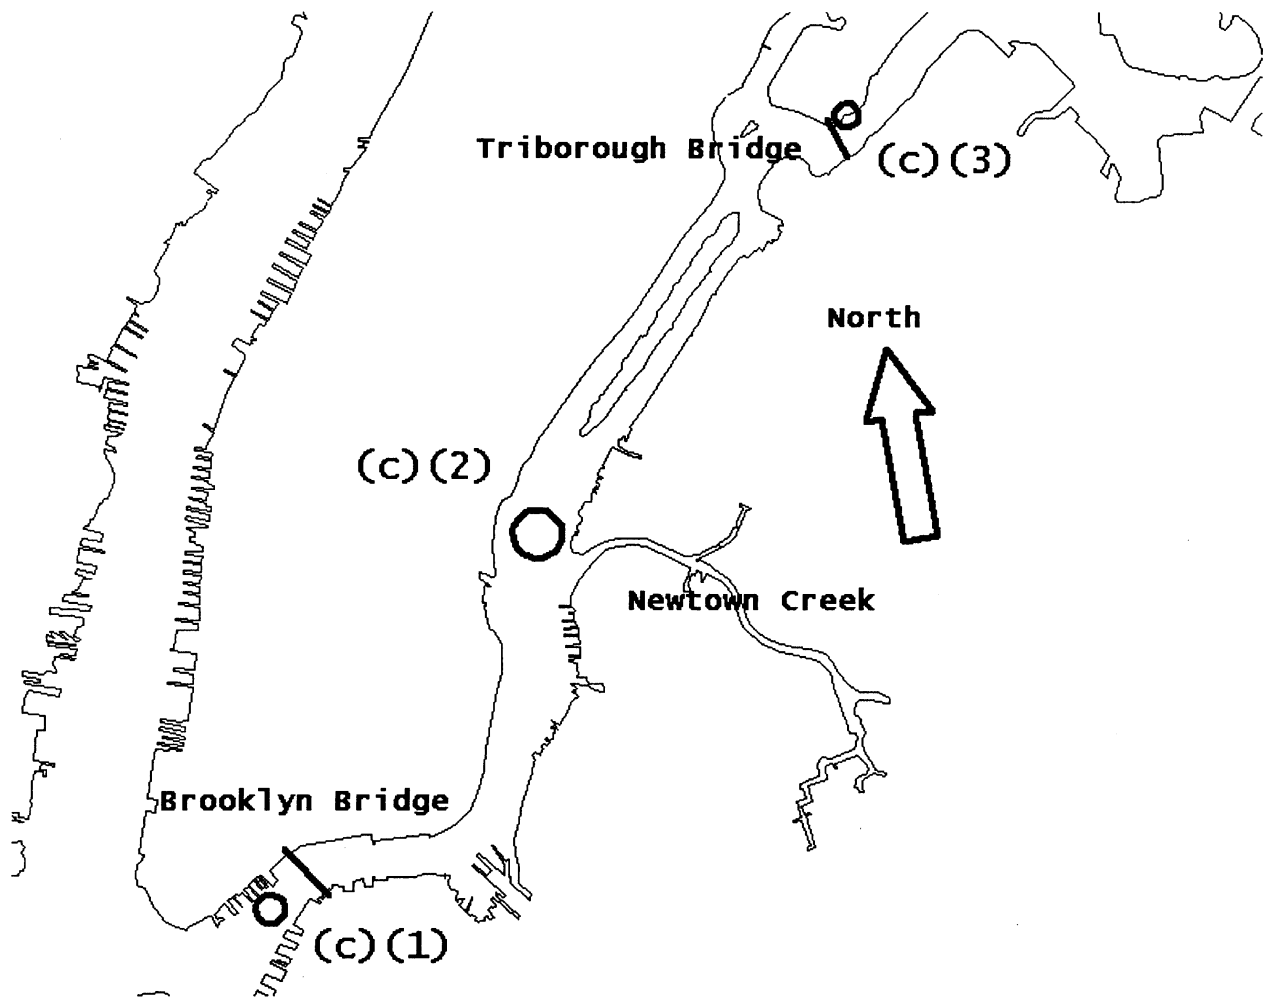 Triborough Bridge
(c)(3)
North
(c)(2)
Newtown Creek
Brooklyn Bridge
(c)(1)